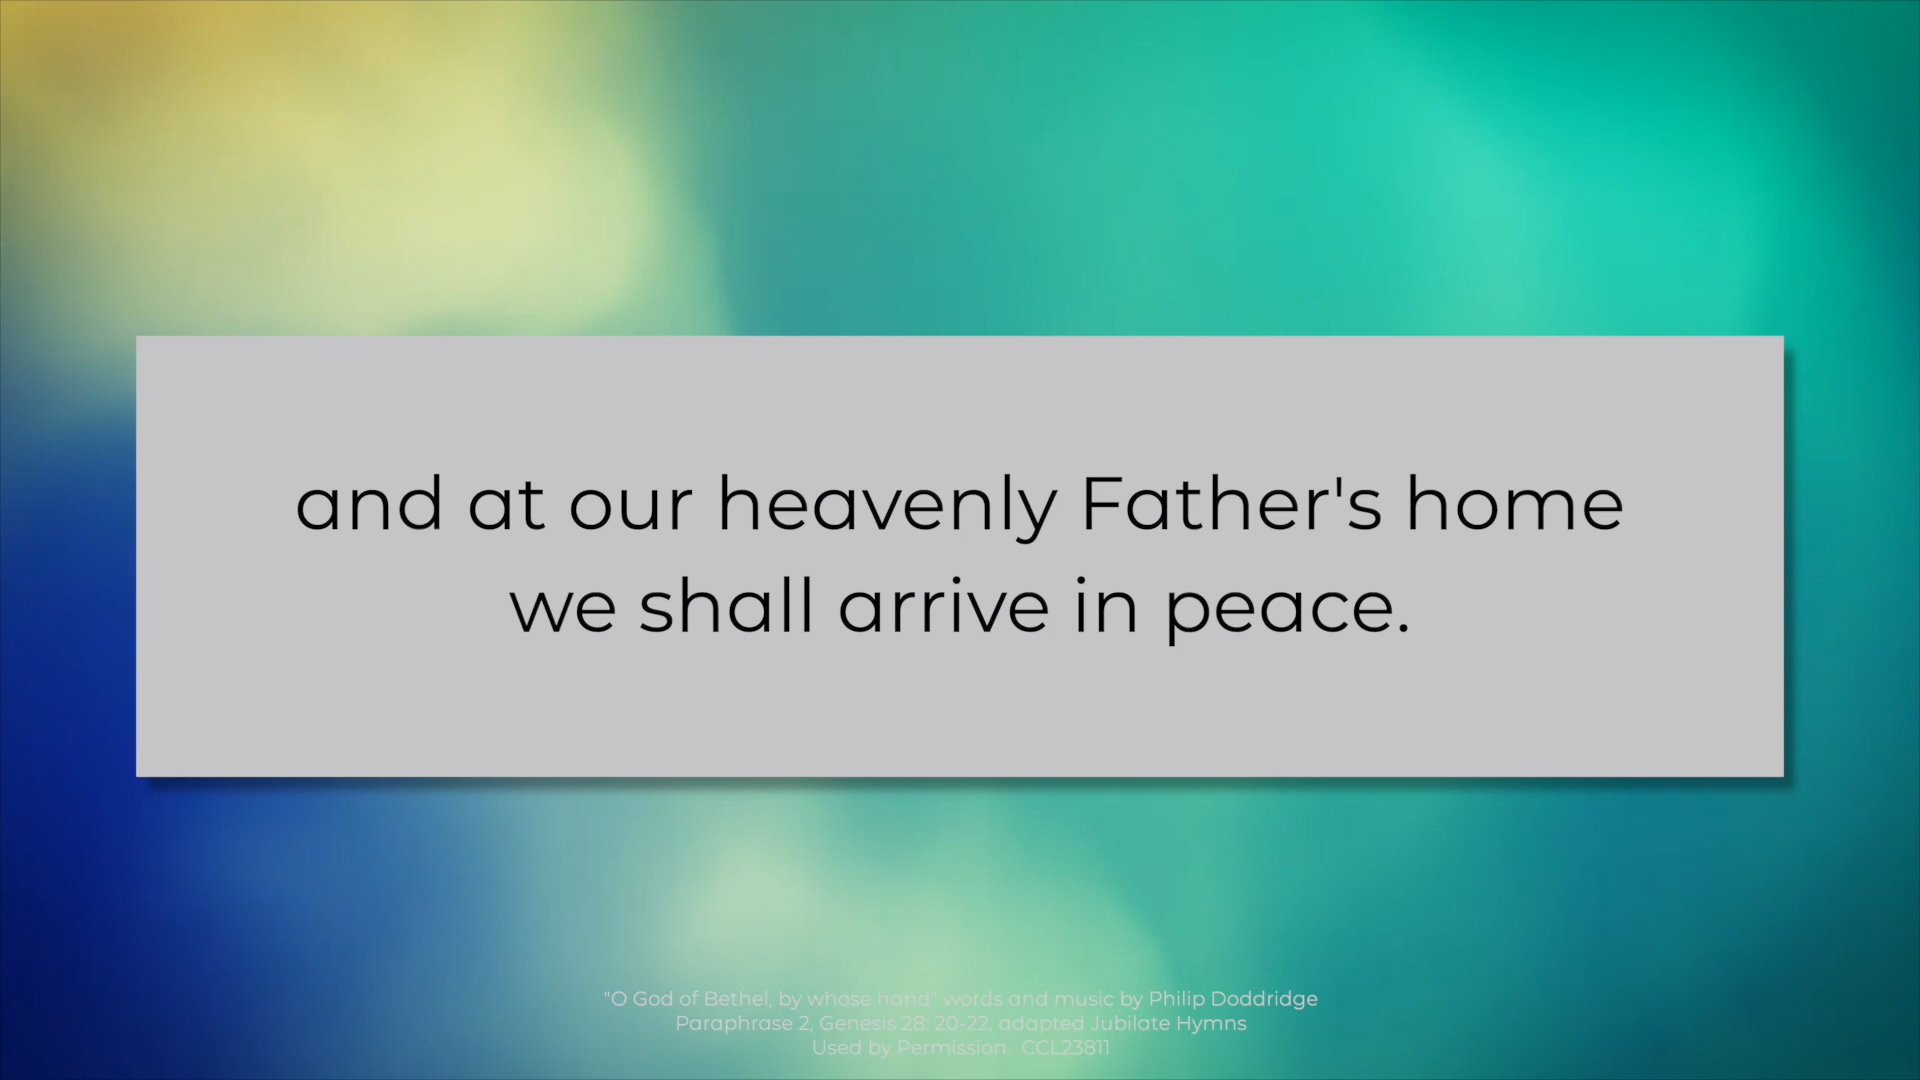 and at our heavenly Father's home
we shall arrive in peace.
"O God of Bethel, by whose hand" words and music by Philip Doddridge
Paraphrase 2, Genesis 28: 20-22, adapted Jubilate Hymns
Used by Permission. CCL23811